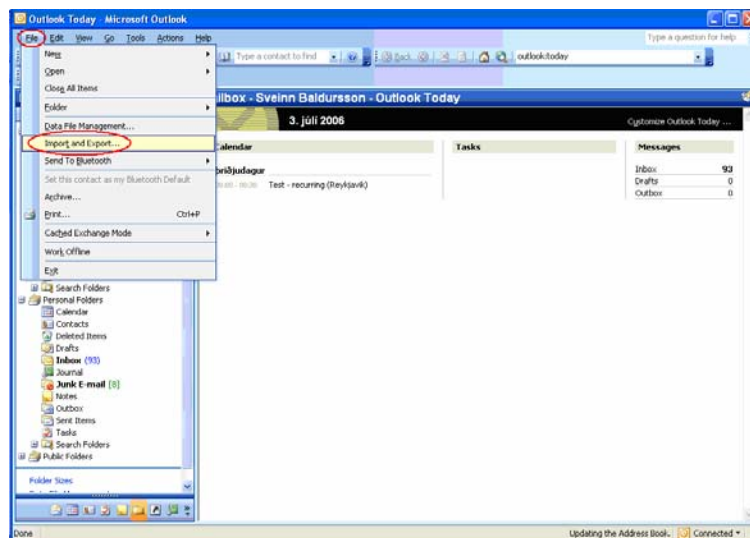 Outlook Today - Microsoft Outlook
File Edit View Go Tools Actions Help
Type a question for help
Type a contact to find
Back
outlook:today
New
Open
Close All Items
Folder
Data File Management...
Import and Export...
Send To Bluetooth
Set this contact as my Bluetooth Default
Archive...
Print... Ctrl+P
Cached Exchange Mode
Work Offline
Exit
Search Folders
Personal Folders
Calendar
Contacts
Deleted Items
Drafts
Inbox (93)
Journal
Junk E-mail [8]
Notes
Outbox
Sent Items
Tasks
Search Folders
Public Folders
Folder Sizes
ilbox - Sveinn Baldursson - Outlook Today
3. júlí 2006
Customize Outlook Today ...
Calendar
riðjudagur
Test - recurring (Reykjavik)
Tasks
Messages
Inbox 93
Drafts 0
Outbox 0
Done
Updating the Address Book.
Connected